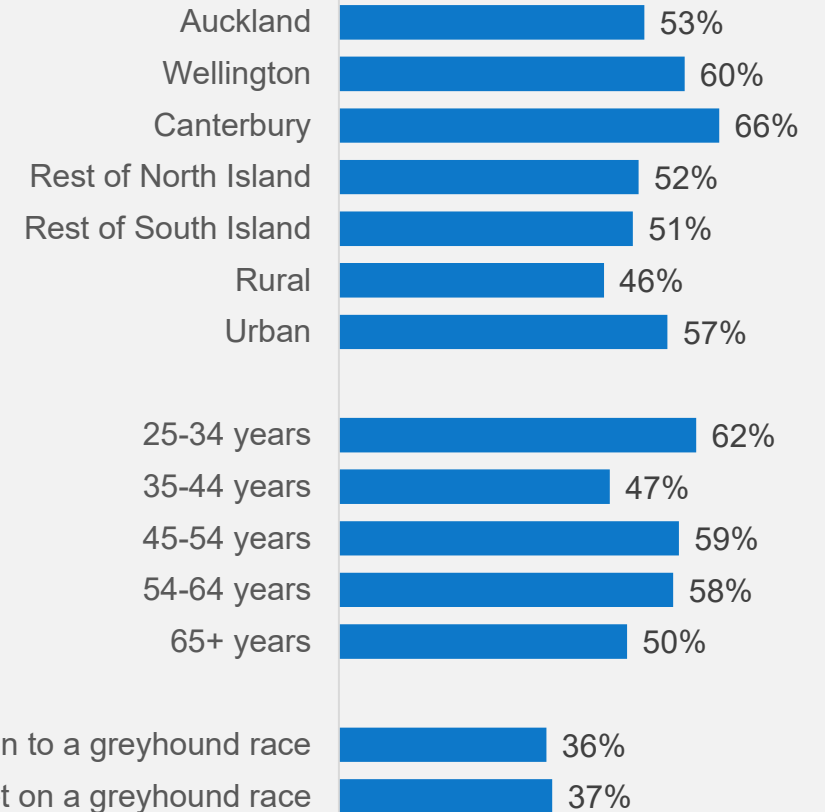 Auckland 53%
Wellington 60%
Canterbury 66%
Rest of North Island 52%
Rest of South Island 51%
Rural 46%
Urban 57%
25-34 years 62%
35-44 years 47%
45-54 years 59%
54-64 years 58%
65+ years 50%
to a greyhound race 36%
on a greyhound race 37%